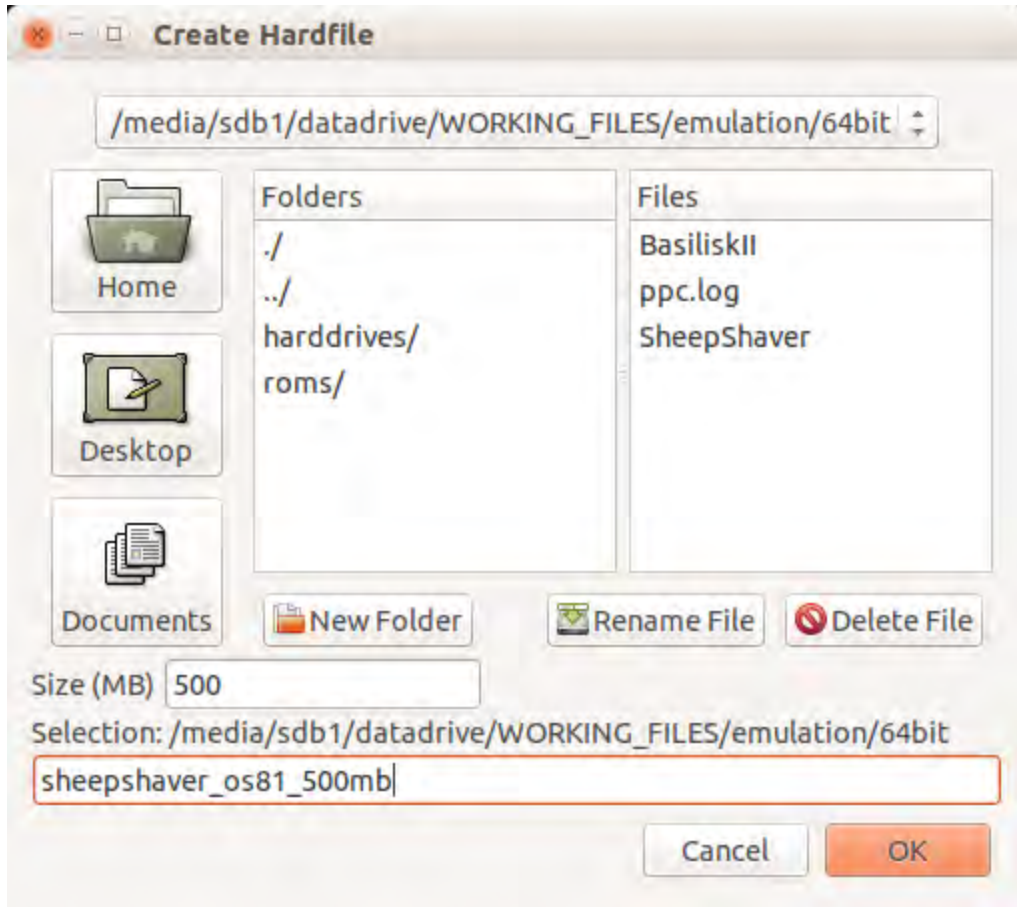 Create Hardfile
/media/sdb1/datadrive/WORKING_FILES/emulation/64bit
Home
Desktop
Documents
Folders
./
../
harddrives/
roms/
Files
BasiliskII
ppc.log
SheepShaver
New Folder
Rename File
Delete File
Size (MB) 500
Selection: /media/sdb1/datadrive/WORKING_FILES/emulation/64bit
sheepshaver_os81_500mb
Cancel
OK